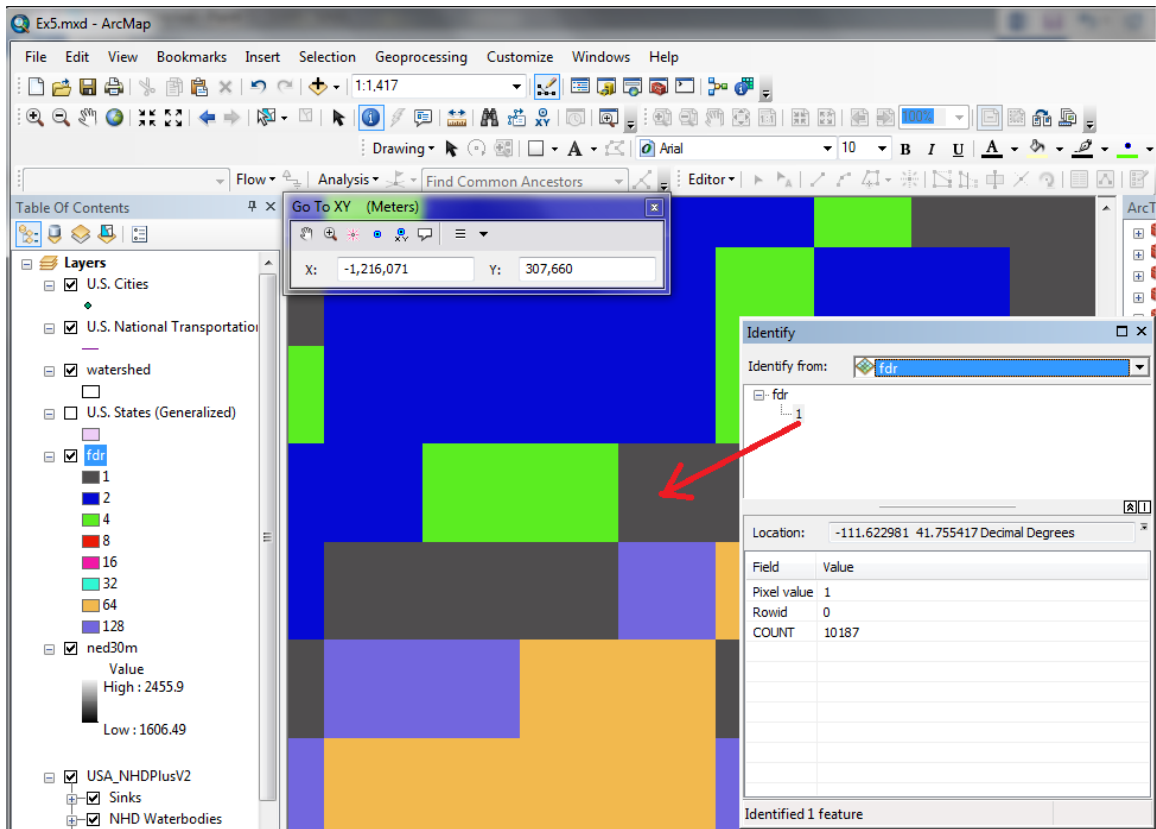 Ex5.mxd - ArcMap
File Edit View Bookmarks Insert Selection Geoprocessing Customize Windows Help
1:1,417
100%
Drawing A Arial 10 B I U A
Flow Analysis Find Common Ancestors Editor
Table Of Contents
Layers
U.S. Cities
U.S. National Transportation
watershed
U.S. States (Generalized)
fdr
1
2
4
8
16
32
64
128
ned30m
Value
High : 2455.9
Low : 1606.49
USA_NHDPlusV2
Sinks
NHD Waterbodies
Go To XY (Meters)
X: -1,216,071 Y: 307,660
ArcT
Identify
Identify from: fdr
fdr
1
Location: -111.622981 41.755417 Decimal Degrees
Field Value
Pixel value 1
Rowid 0
COUNT 10187
Identified 1 feature